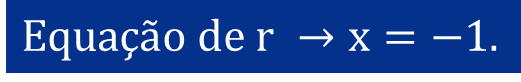 Equação de r → x = −1.